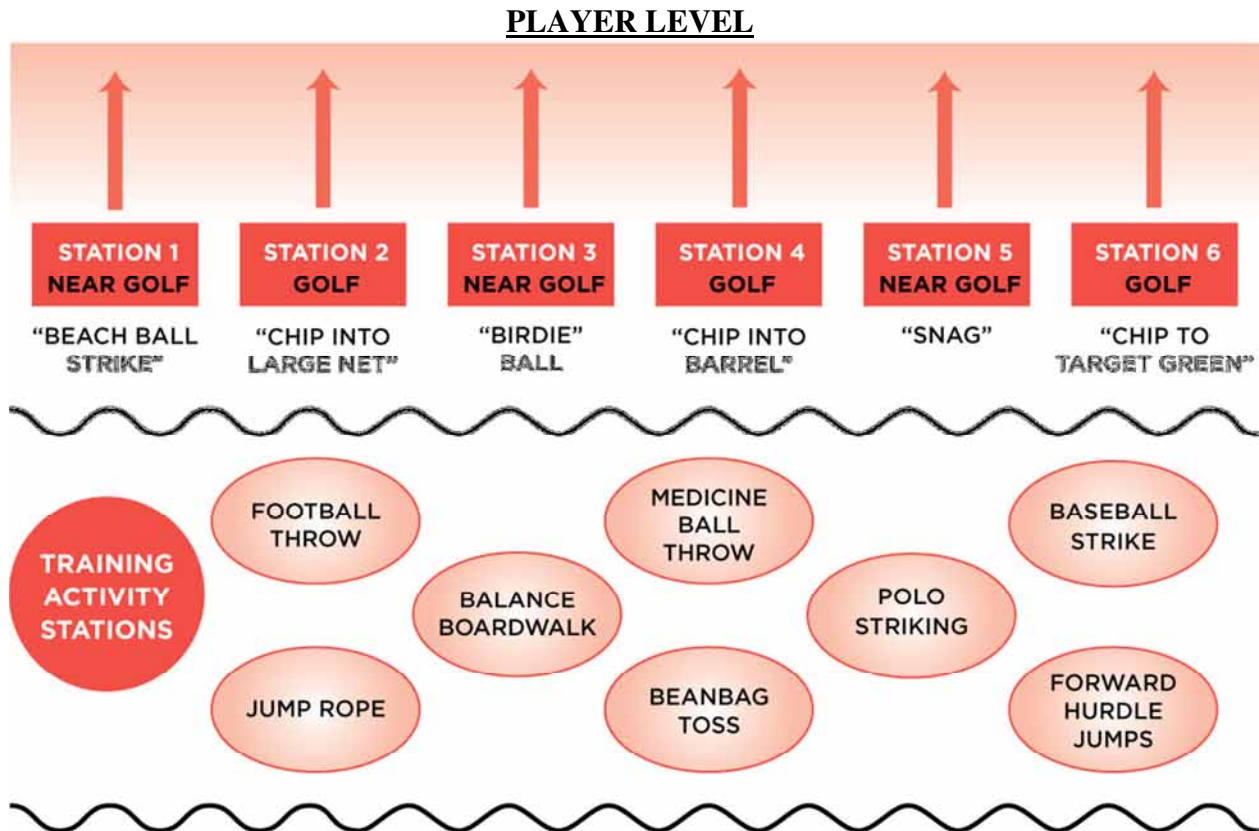 PLAYER LEVEL
STATION 1
NEAR GOLF
"BEACH BALL
STRIKE"
STATION 2
GOLF
"CHIP INTO
LARGE NET"
STATION 3
NEAR GOLF
"BIRDIE"
BALL
STATION 4
GOLF
"CHIP INTO
BARREL"
STATION 5
NEAR GOLF
"SNAG"
STATION 6
GOLF
"CHIP TO
TARGET GREEN"
TRAINING
ACTIVITY
STATIONS
FOOTBALL
THROW
JUMP ROPE
BALANCE
BOARDWALK
MEDICINE
BALL
THROW
BEANBAG
TOSS
POLO
STRIKING
BASEBALL
STRIKE
FORWARD
HURDLE
JUMPS